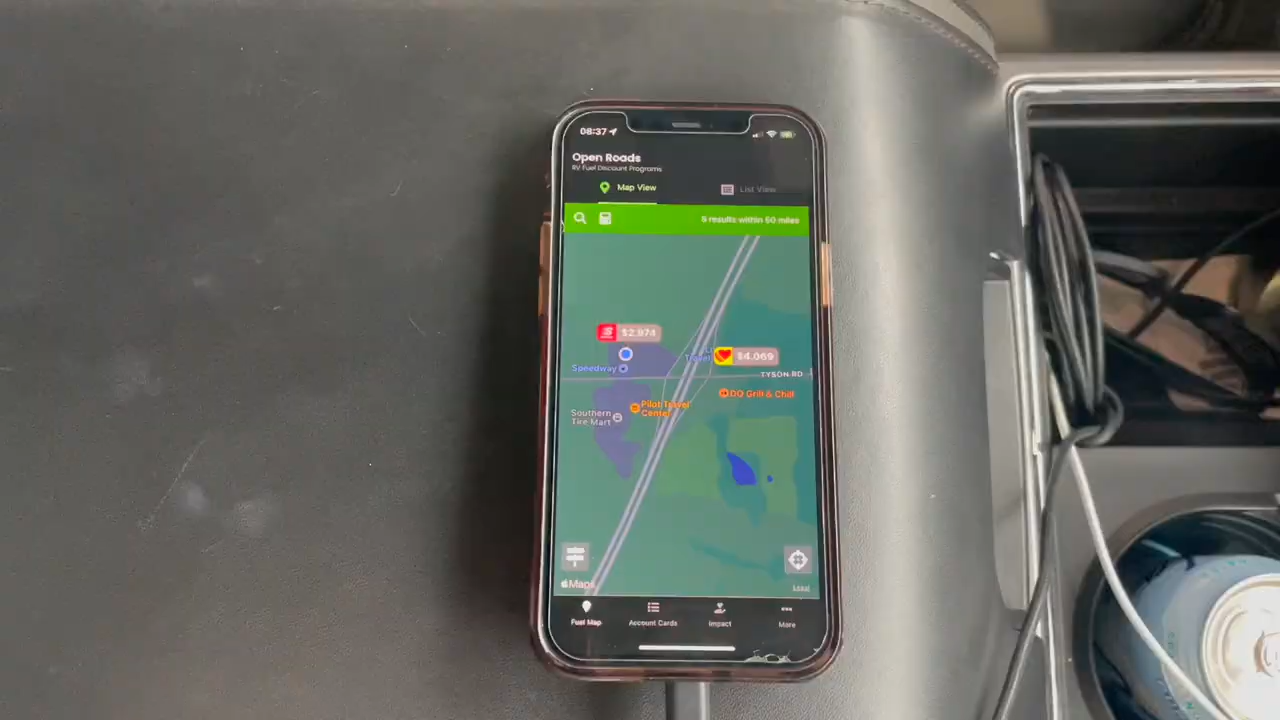 08:37
Open Roads
RV Fuel Discount Programs
Map View
List View
5 results within 50 miles
$2.974
$4.069
Travel
Speedway
TYSON RD
DQ Grill & Chill
Pilot Travel
Center
Southern
Tire Mart
Maps
Legal
Fuel Map
Account Cards
Impact
More